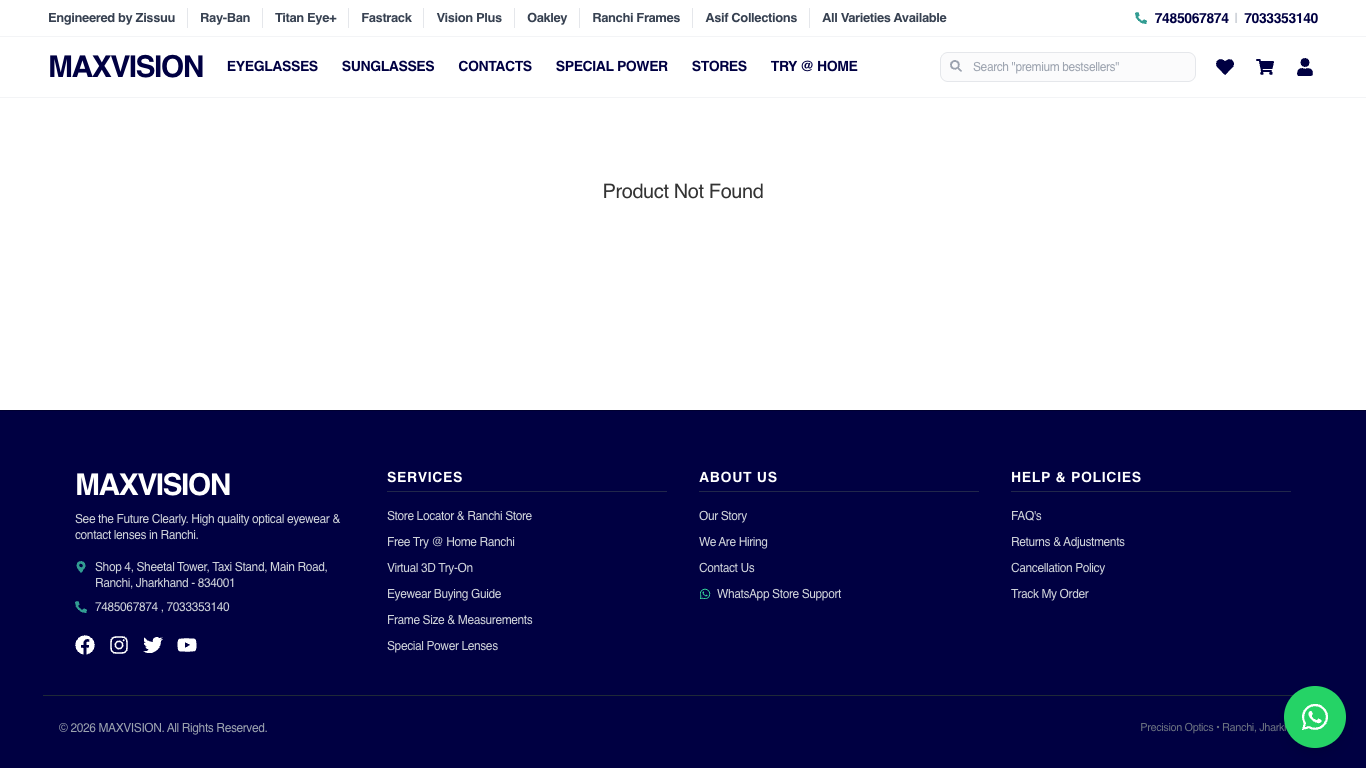 Engineered by Zissuu Ray-Ban Titan Eye+ Fastrack Vision Plus Oakley Ranchi Frames Asif Collections All Varieties Available 7485067874 | 7033353140
MAXVISION EYEGLASSES SUNGLASSES CONTACTS SPECIAL POWER STORES TRY @ HOME Search "premium bestsellers"
Product Not Found
MAXVISION
See the Future Clearly. High quality optical eyewear &
contact lenses in Ranchi.
Shop 4, Sheetal Tower, Taxi Stand, Main Road,
Ranchi, Jharkhand - 834001
7485067874 , 7033353140
SERVICES
Store Locator & Ranchi Store
Free Try @ Home Ranchi
Virtual 3D Try-On
Eyewear Buying Guide
Frame Size & Measurements
Special Power Lenses
ABOUT US
Our Story
We Are Hiring
Contact Us
WhatsApp Store Support
HELP & POLICIES
FAQ's
Returns & Adjustments
Cancellation Policy
Track My Order
© 2026 MAXVISION. All Rights Reserved.
Precision Optics • Ranchi,